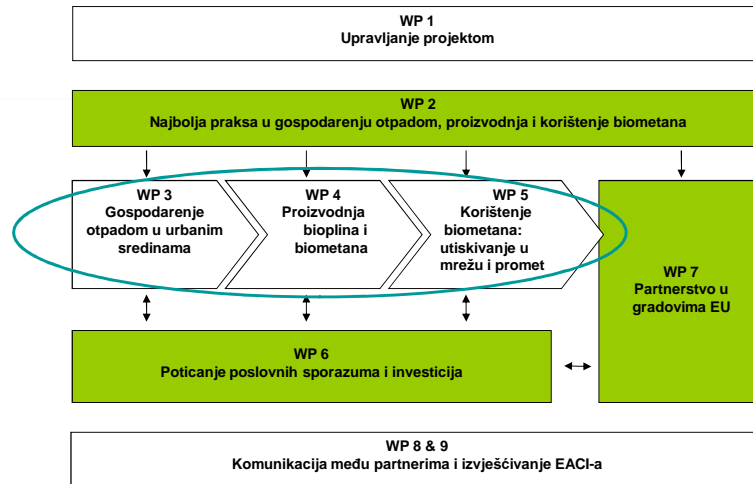 WP 1
Upravljanje projektom
WP 2
Najbolja praksa u gospodarenju otpadom, proizvodnja i korištenje biometana
WP 3
Gospodarenje
otpadom u urbanim
sredinama
WP 4
Proizvodnja
bioplina i
biometana
WP 5
Korištenje
biometana:
utiskivanje u
mrežu i promet
WP 7
Partnerstvo u
gradovima EU
WP 6
Poticanje poslovnih sporazuma i investicija
WP 8 & 9
Komunikacija među partnerima i izvješćivanje EACI-a